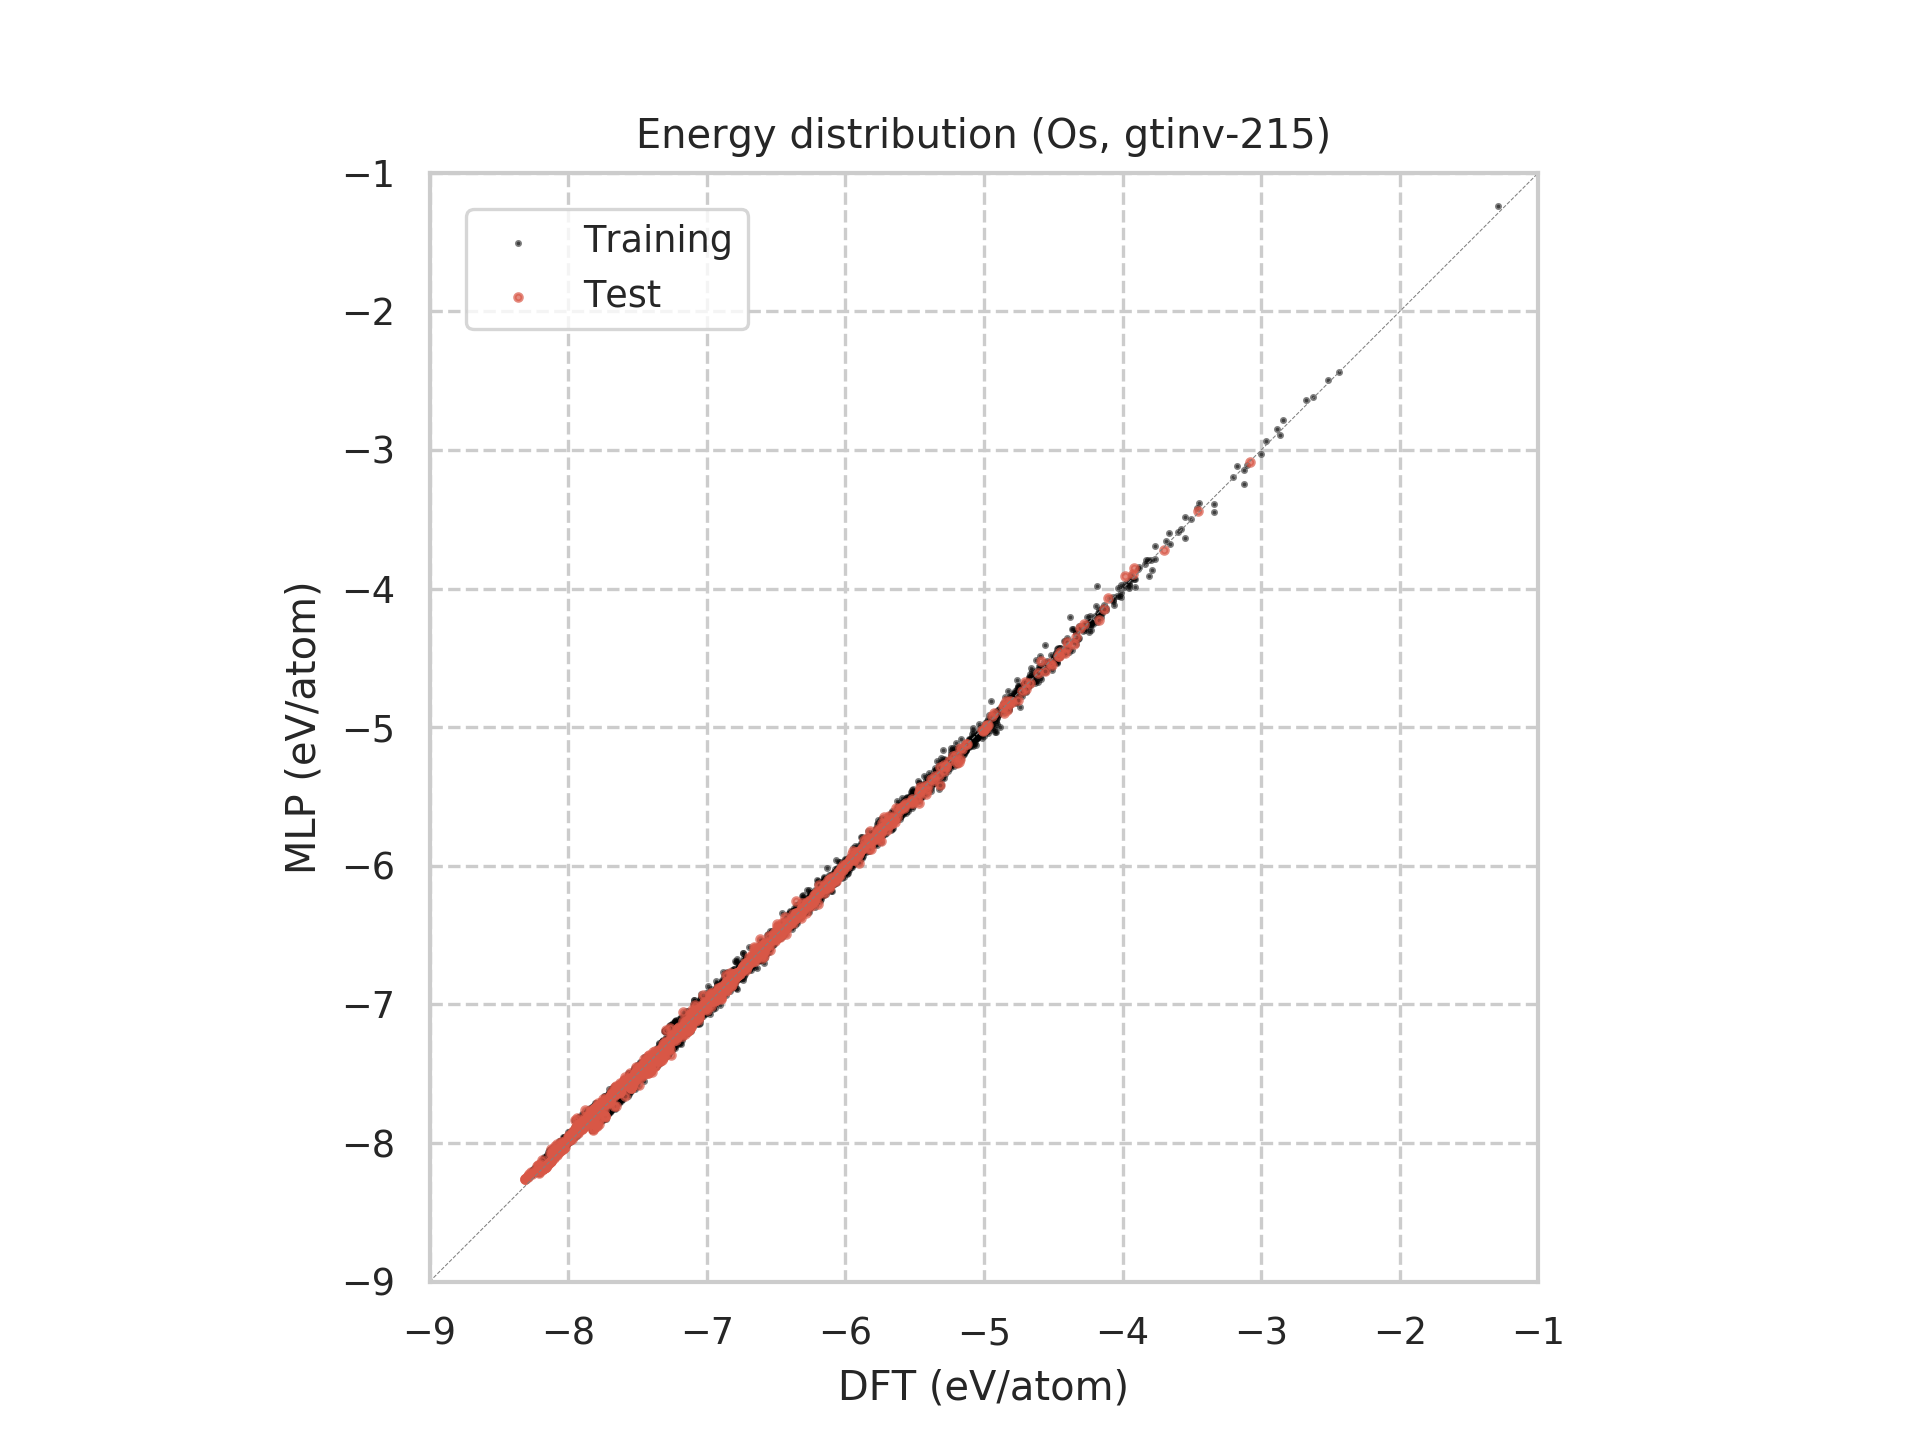 Energy distribution (Os, gtinv-215)
Training
Test
−1
−2
−3
−4
−5
−6
−7
−8
−9
MLP (eV/atom)
−9 −8 −7 −6 −5 −4 −3 −2 −1
DFT (eV/atom)